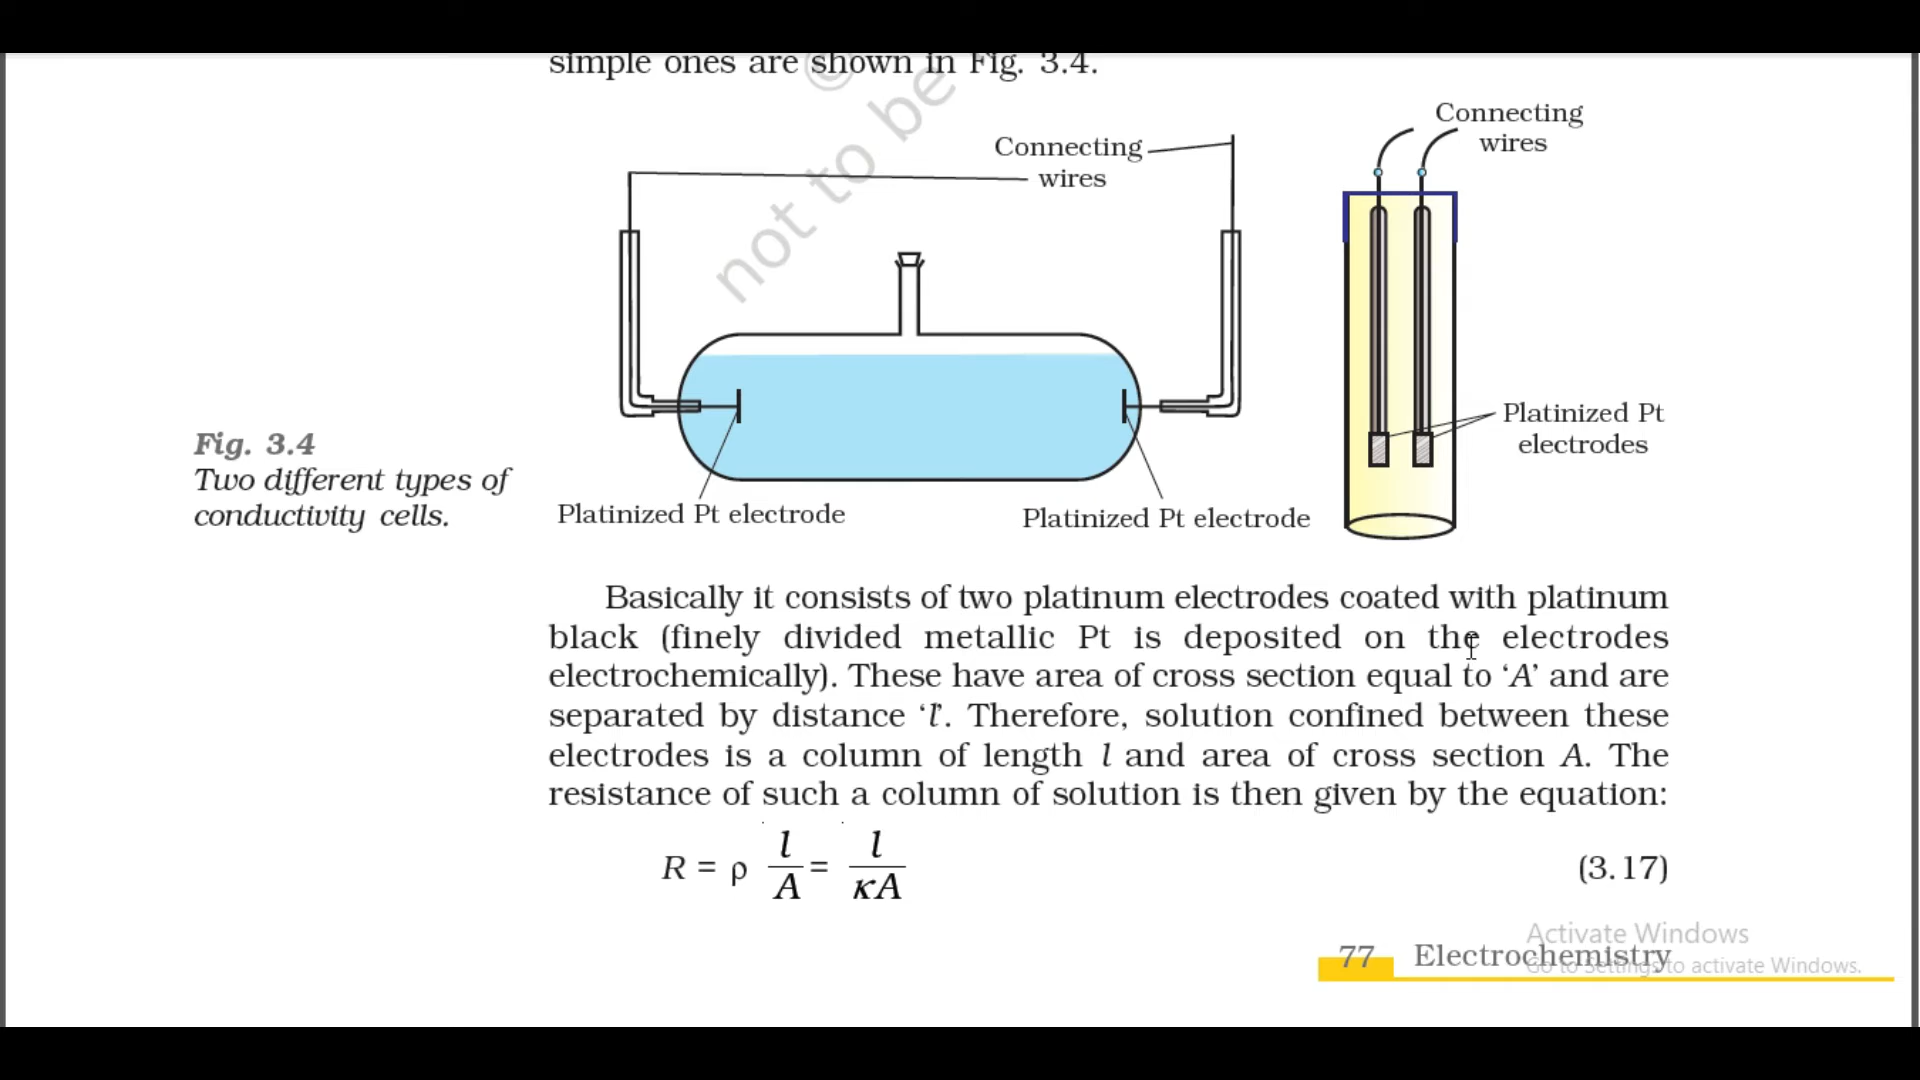 simple ones are shown in Fig. 3.4.
©
not to be
Connecting
wires
Connecting
wires
Platinized Pt
electrodes
Fig. 3.4
Two different types of
conductivity cells.
Platinized Pt electrode
Platinized Pt electrode
Basically it consists of two platinum electrodes coated with platinum
black (finely divided metallic Pt is deposited on the electrodes
electrochemically). These have area of cross section equal to ‘A’ and are
separated by distance ‘l’. Therefore, solution confined between these
electrodes is a column of length l and area of cross section A. The
resistance of such a column of solution is then given by the equation:
R = ρ l/A = l/κA (3.17)
77 Electrochemistry
Activate Windows
Go to Settings to activate Windows.